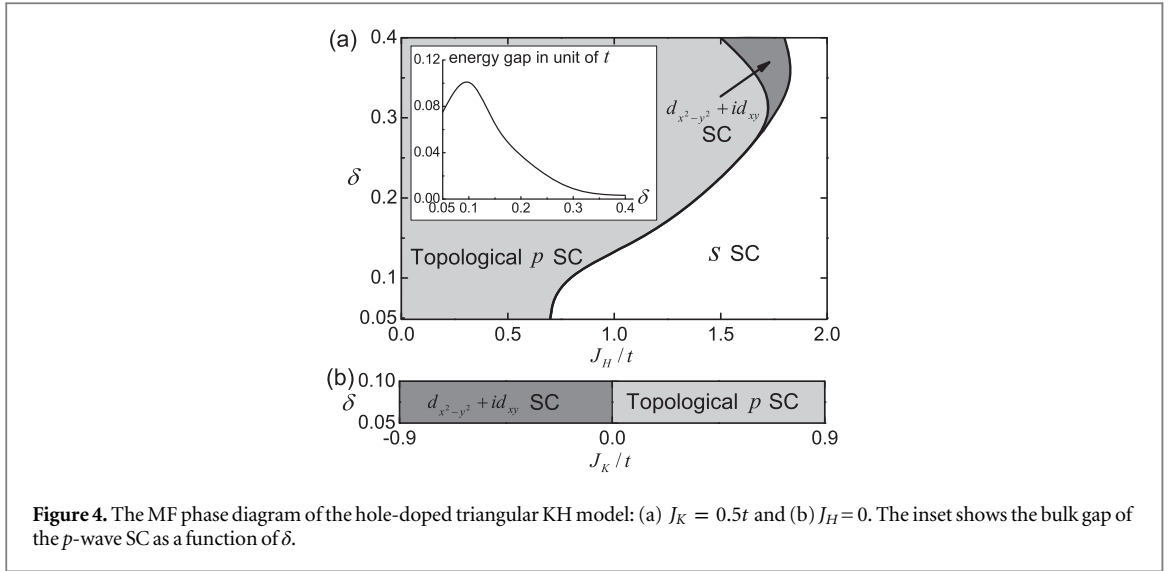 (a)
0.4
0.3
δ
0.2
0.1
0.05
energy gap in unit of t
0.12
0.08
0.04
0.00
0.05 0.1 0.2 0.3 0.4 δ
d_{x²−y²} + id_{xy}
SC
Topological p SC
S SC
0.0 0.5 1.0 1.5 2.0
J_H / t
(b)
0.10
δ
0.05
d_{x²−y²} + id_{xy} SC
Topological p SC
-0.9 0.0 0.9
J_K / t
Figure 4. The MF phase diagram of the hole-doped triangular KH model: (a) J_K = 0.5t and (b) J_H = 0. The inset shows the bulk gap of
the p-wave SC as a function of δ.